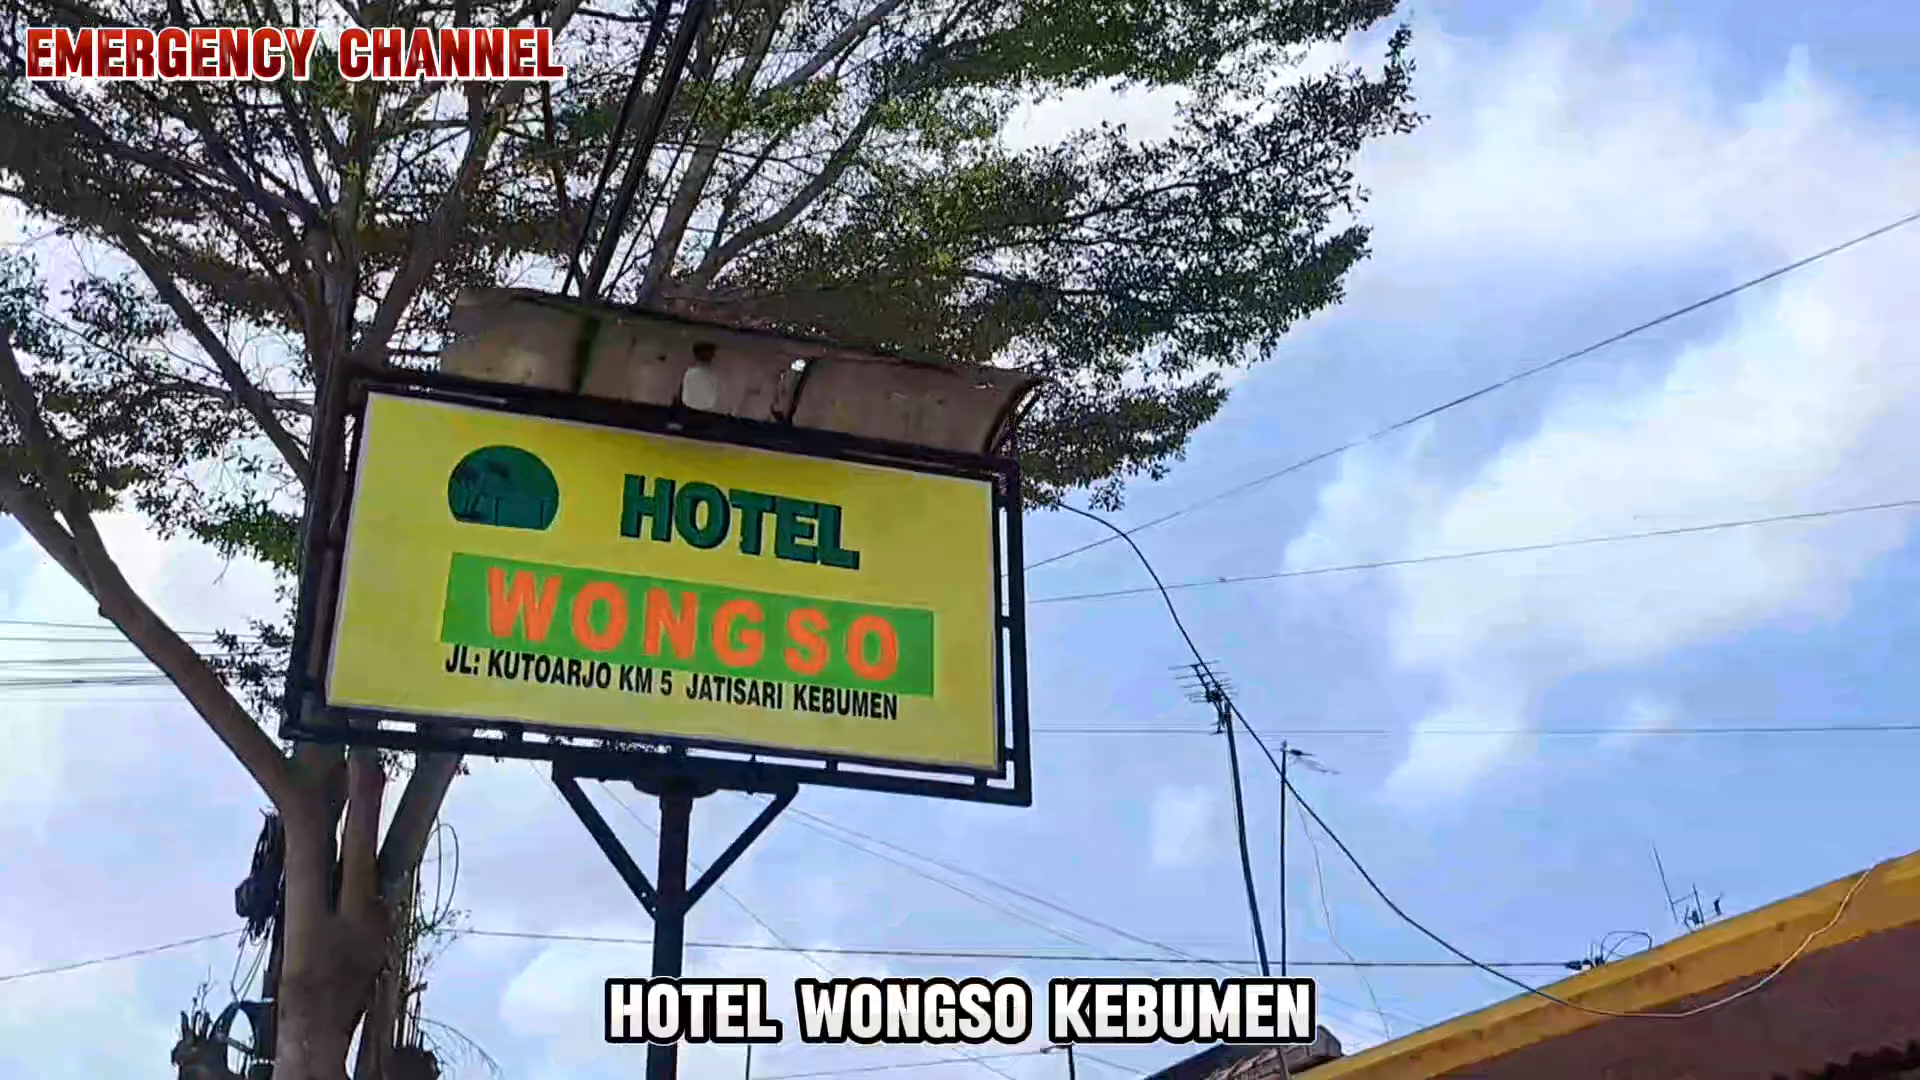 EMERGENCY CHANNEL
HOTEL
WONGSO
JL: KUTOARJO KM 5 JATISARI KEBUMEN
HOTEL WONGSO KEBUMEN